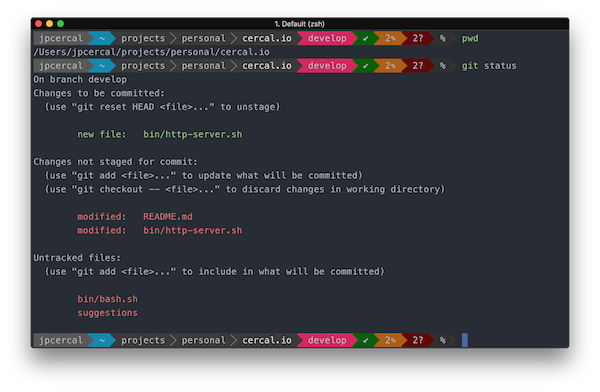 1. Default (zsh)
jpcercal ~ projects personal cercal.io develop ✔ 2✎ 2? % pwd
/Users/jpcercal/projects/personal/cercal.io
jpcercal ~ projects personal cercal.io develop ✔ 2✎ 2? % git status
On branch develop
Changes to be committed:
  (use "git reset HEAD <file>..." to unstage)
        new file:   bin/http-server.sh
Changes not staged for commit:
  (use "git add <file>..." to update what will be committed)
  (use "git checkout -- <file>..." to discard changes in working directory)
        modified:   README.md
        modified:   bin/http-server.sh
Untracked files:
  (use "git add <file>..." to include in what will be committed)
        bin/bash.sh
        suggestions
jpcercal ~ projects personal cercal.io develop ✔ 2✎ 2? %